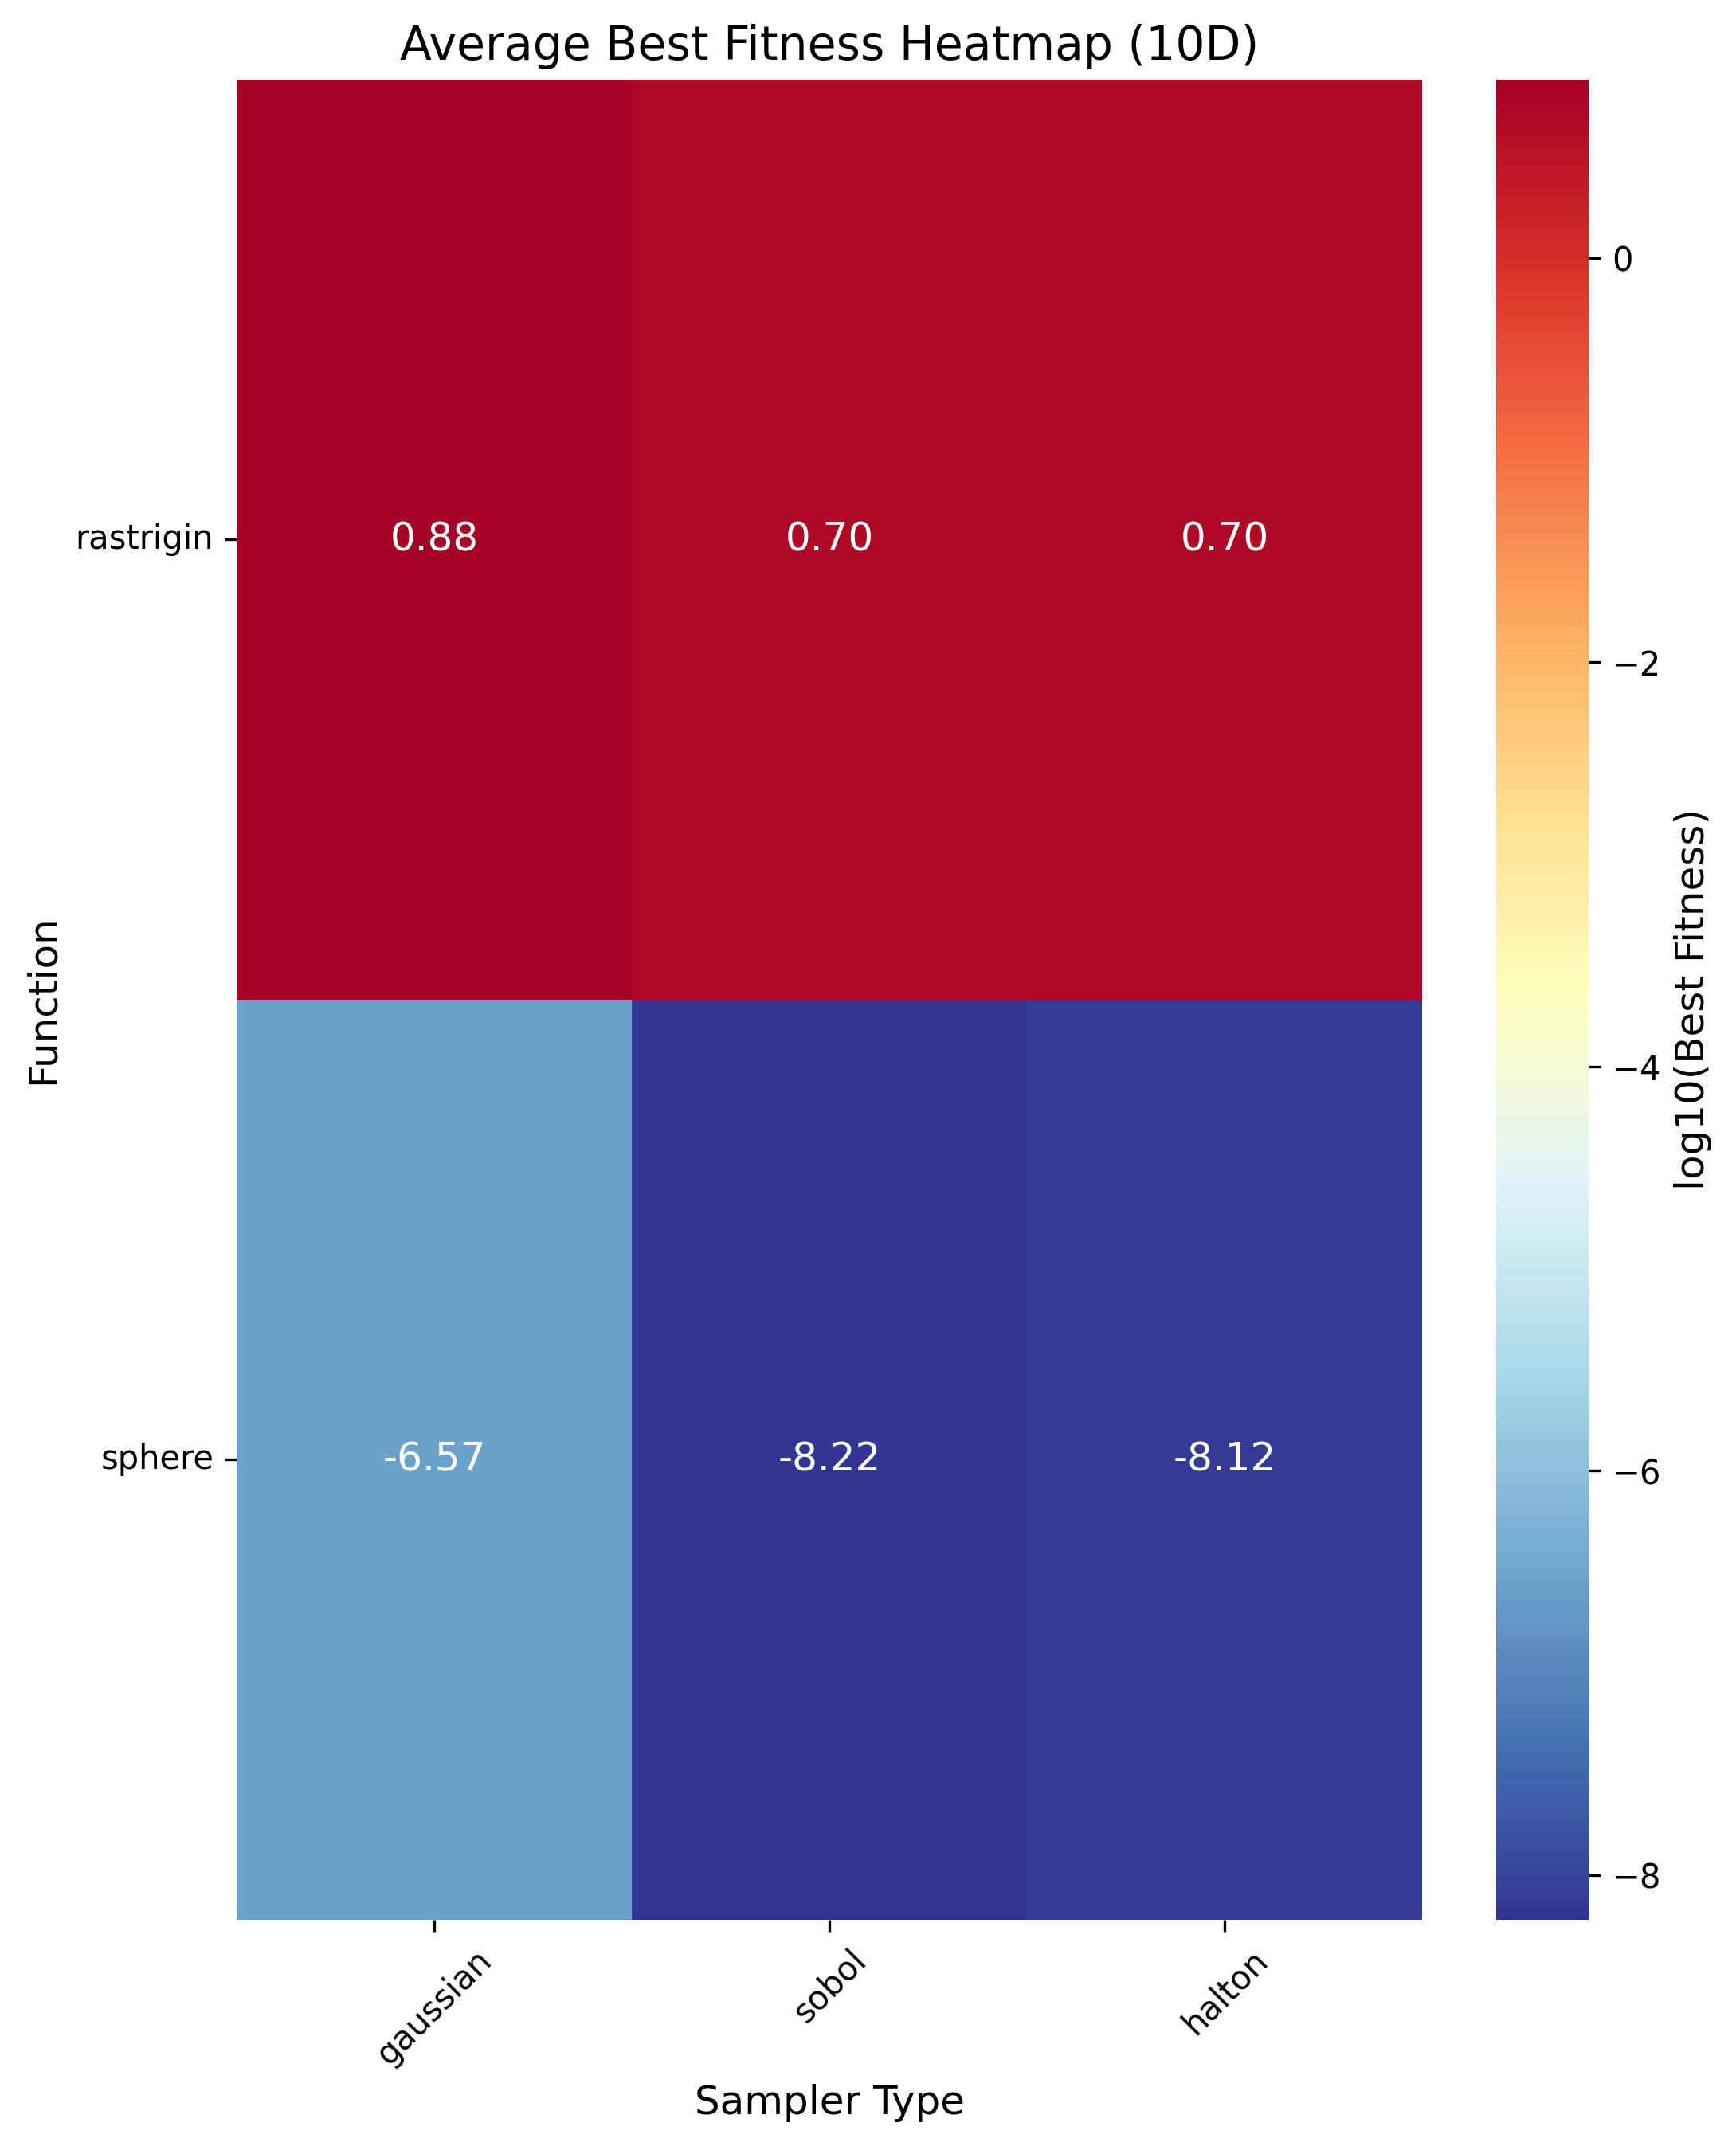 Average Best Fitness Heatmap (10D)
Function
rastrigin
0.88
0.70
0.70
sphere
-6.57
-8.22
-8.12
gaussian
sobol
halton
Sampler Type
0
−2
−4
−6
−8
log10(Best Fitness)